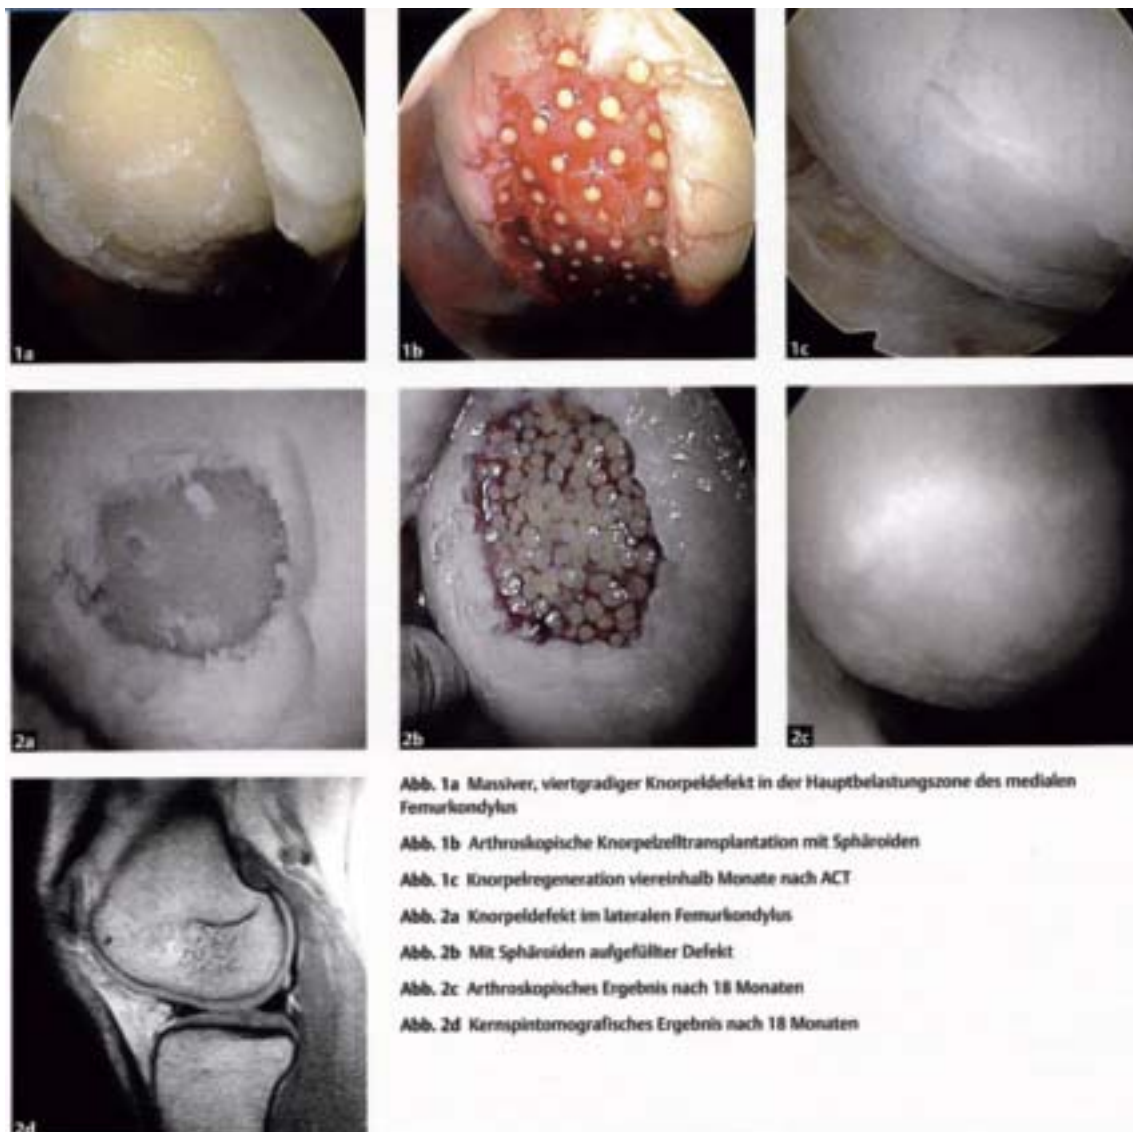 1a
1b
1c
2a
2b
2c
Abb. 1a Massiver, viertgradiger Knorpeldefekt in der Hauptbelastungszone des medialen
Femurkondylus
Abb. 1b Arthroskopische Knorpelzelltransplantation mit Sphäroiden
Abb. 1c Knorpelregeneration viereinhalb Monate nach ACT
Abb. 2a Knorpeldefekt im lateralen Femurkondylus
Abb. 2b Mit Sphäroiden aufgefüllter Defekt
Abb. 2c Arthroskopisches Ergebnis nach 18 Monaten
Abb. 2d Kernspintomografisches Ergebnis nach 18 Monaten
2d